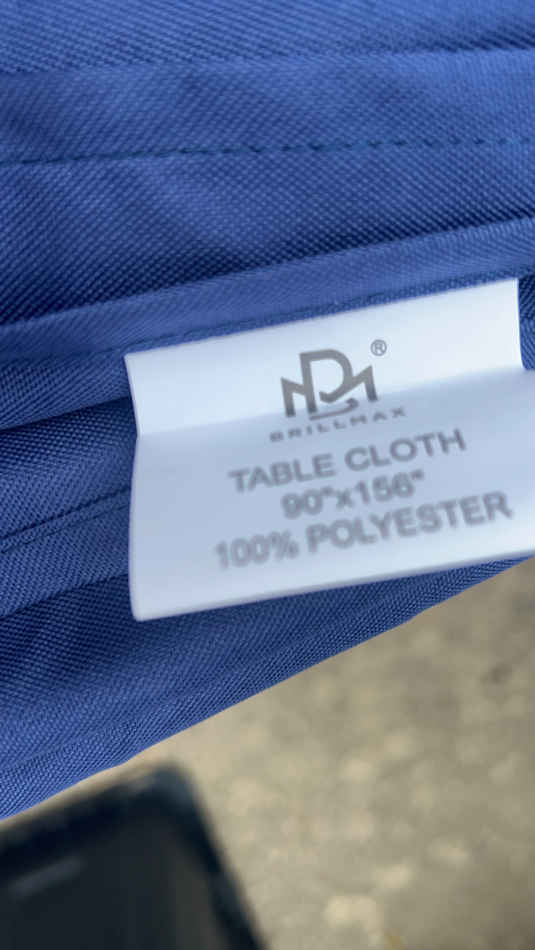 ®
BRILLMAX
TABLE CLOTH
90"x156"
100% POLYESTER